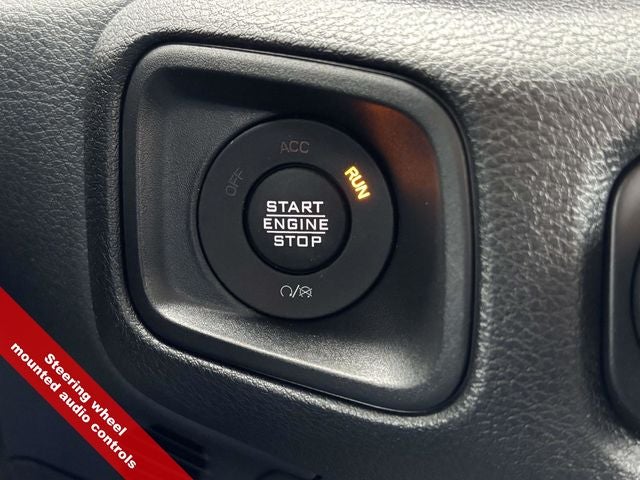 ACC
OFF
RUN
START
ENGINE
STOP
Steering wheel
mounted audio controls